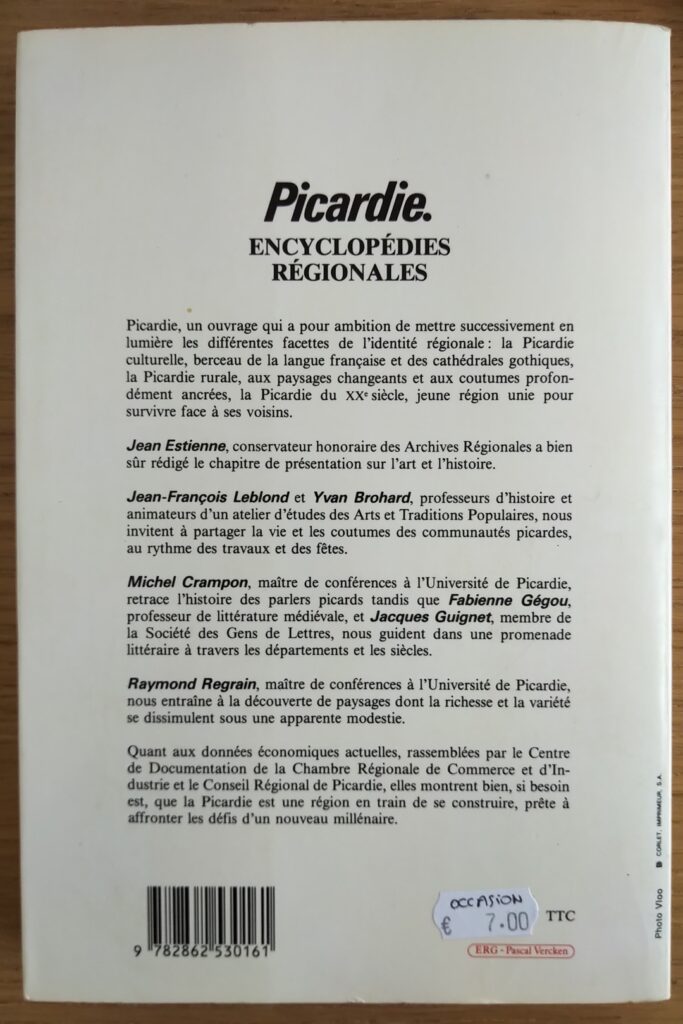 Picardie.
ENCYCLOPÉDIES
RÉGIONALES
Picardie, un ouvrage qui a pour ambition de mettre successivement en
lumière les différentes facettes de l'identité régionale : la Picardie
culturelle, berceau de la langue française et des cathédrales gothiques,
la Picardie rurale, aux paysages changeants et aux coutumes profon-
dément ancrées, la Picardie du XXe siècle, jeune région unie pour
survivre face à ses voisins.
Jean Estienne, conservateur honoraire des Archives Régionales a bien
sûr rédigé le chapitre de présentation sur l'art et l'histoire.
Jean-François Leblond et Yvan Brohard, professeurs d'histoire et
animateurs d'un atelier d'études des Arts et Traditions Populaires, nous
invitent à partager la vie et les coutumes des communautés picardes,
au rythme des travaux et des fêtes.
Michel Crampon, maître de conférences à l'Université de Picardie,
retrace l'histoire des parlers picards tandis que Fabienne Gégou,
professeur de littérature médiévale, et Jacques Guignet, membre de
la Société des Gens de Lettres, nous guident dans une promenade
littéraire à travers les départements et les siècles.
Raymond Regrain, maître de conférences à l'Université de Picardie,
nous entraîne à la découverte de paysages dont la richesse et la variété
se dissimulent sous une apparente modestie.
Quant aux données économiques actuelles, rassemblées par le Centre
de Documentation de la Chambre Régionale de Commerce et d'In-
dustrie et le Conseil Régional de Picardie, elles montrent bien, si besoin
est, que la Picardie est une région en train de se construire, prête à
affronter les défis d'un nouveau millénaire.
9 782862 530161
OCCASION
€ 7.00 TTC
ERG - Pascal Vercken
Photo Vloo CORLET, IMPRIMEUR, S.A.